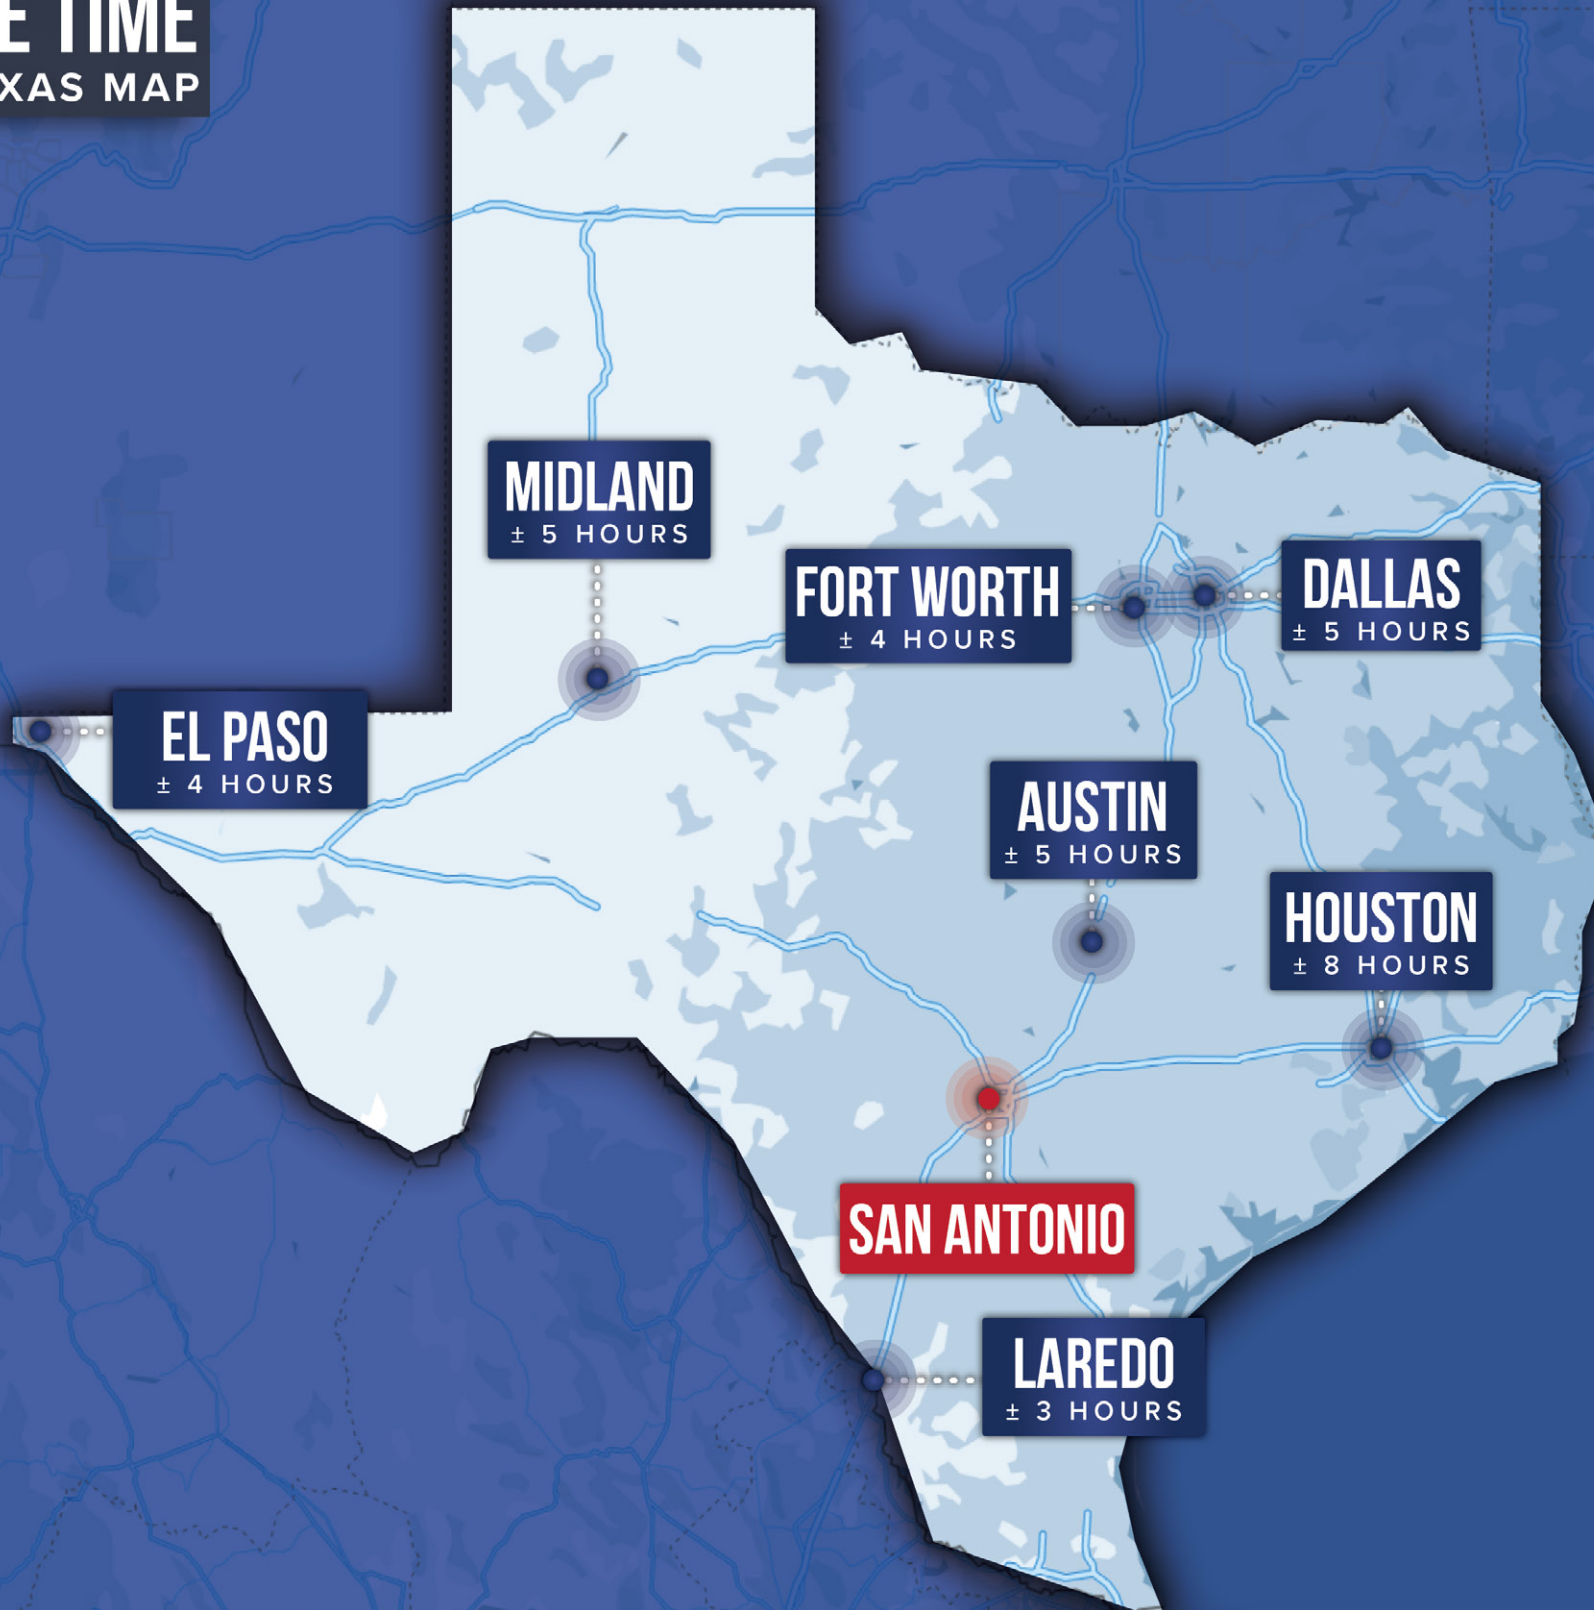 E TIME
XAS MAP
MIDLAND
± 5 HOURS
FORT WORTH
± 4 HOURS
DALLAS
± 5 HOURS
EL PASO
± 4 HOURS
AUSTIN
± 5 HOURS
HOUSTON
± 8 HOURS
SAN ANTONIO
LAREDO
± 3 HOURS